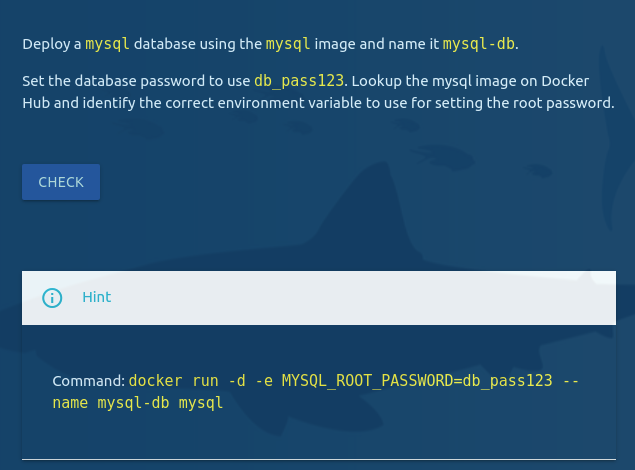 Deploy a mysql database using the mysql image and name it mysql-db.
Set the database password to use db_pass123. Lookup the mysql image on Docker
Hub and identify the correct environment variable to use for setting the root password.
CHECK
Hint
Command: docker run -d -e MYSQL_ROOT_PASSWORD=db_pass123 --
name mysql-db mysql